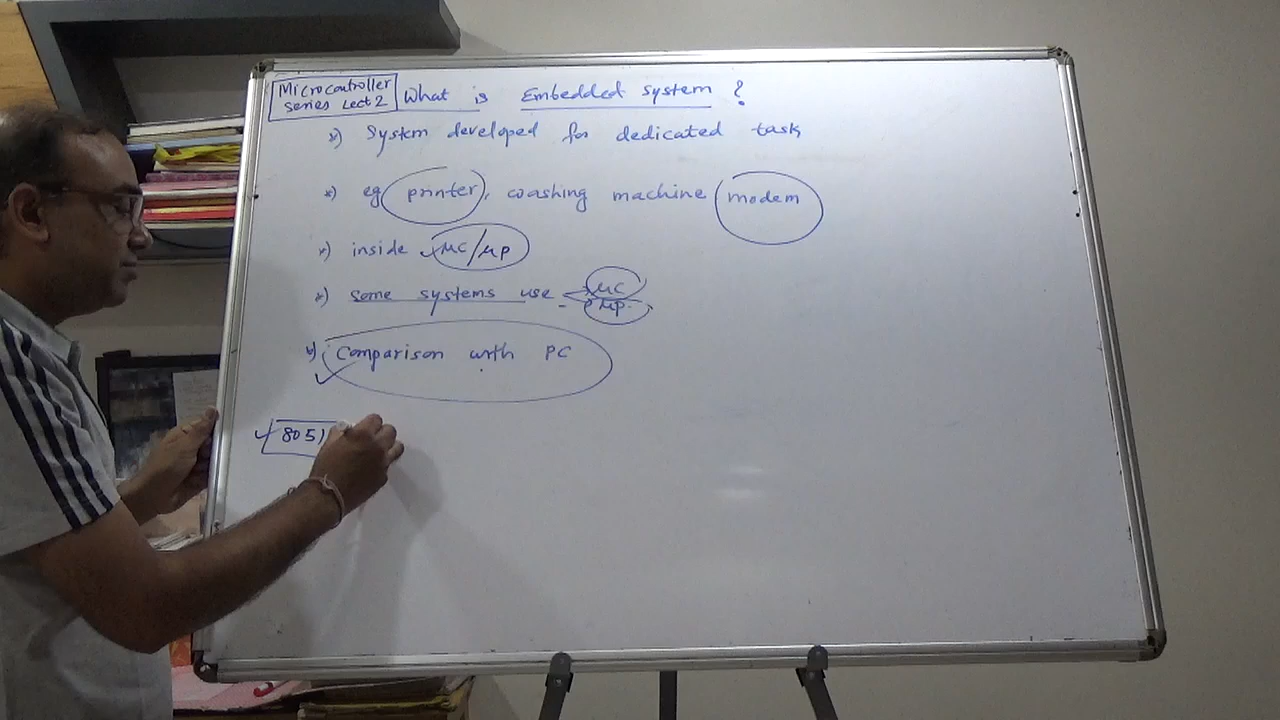 Microcontroller
series Lect 2
What is Embedded system ?
*) System developed for dedicated task
*) eg printer, washing machine modem
*) inside μC/μP
*) some systems use μC
μP.
*) Comparison with PC
8051